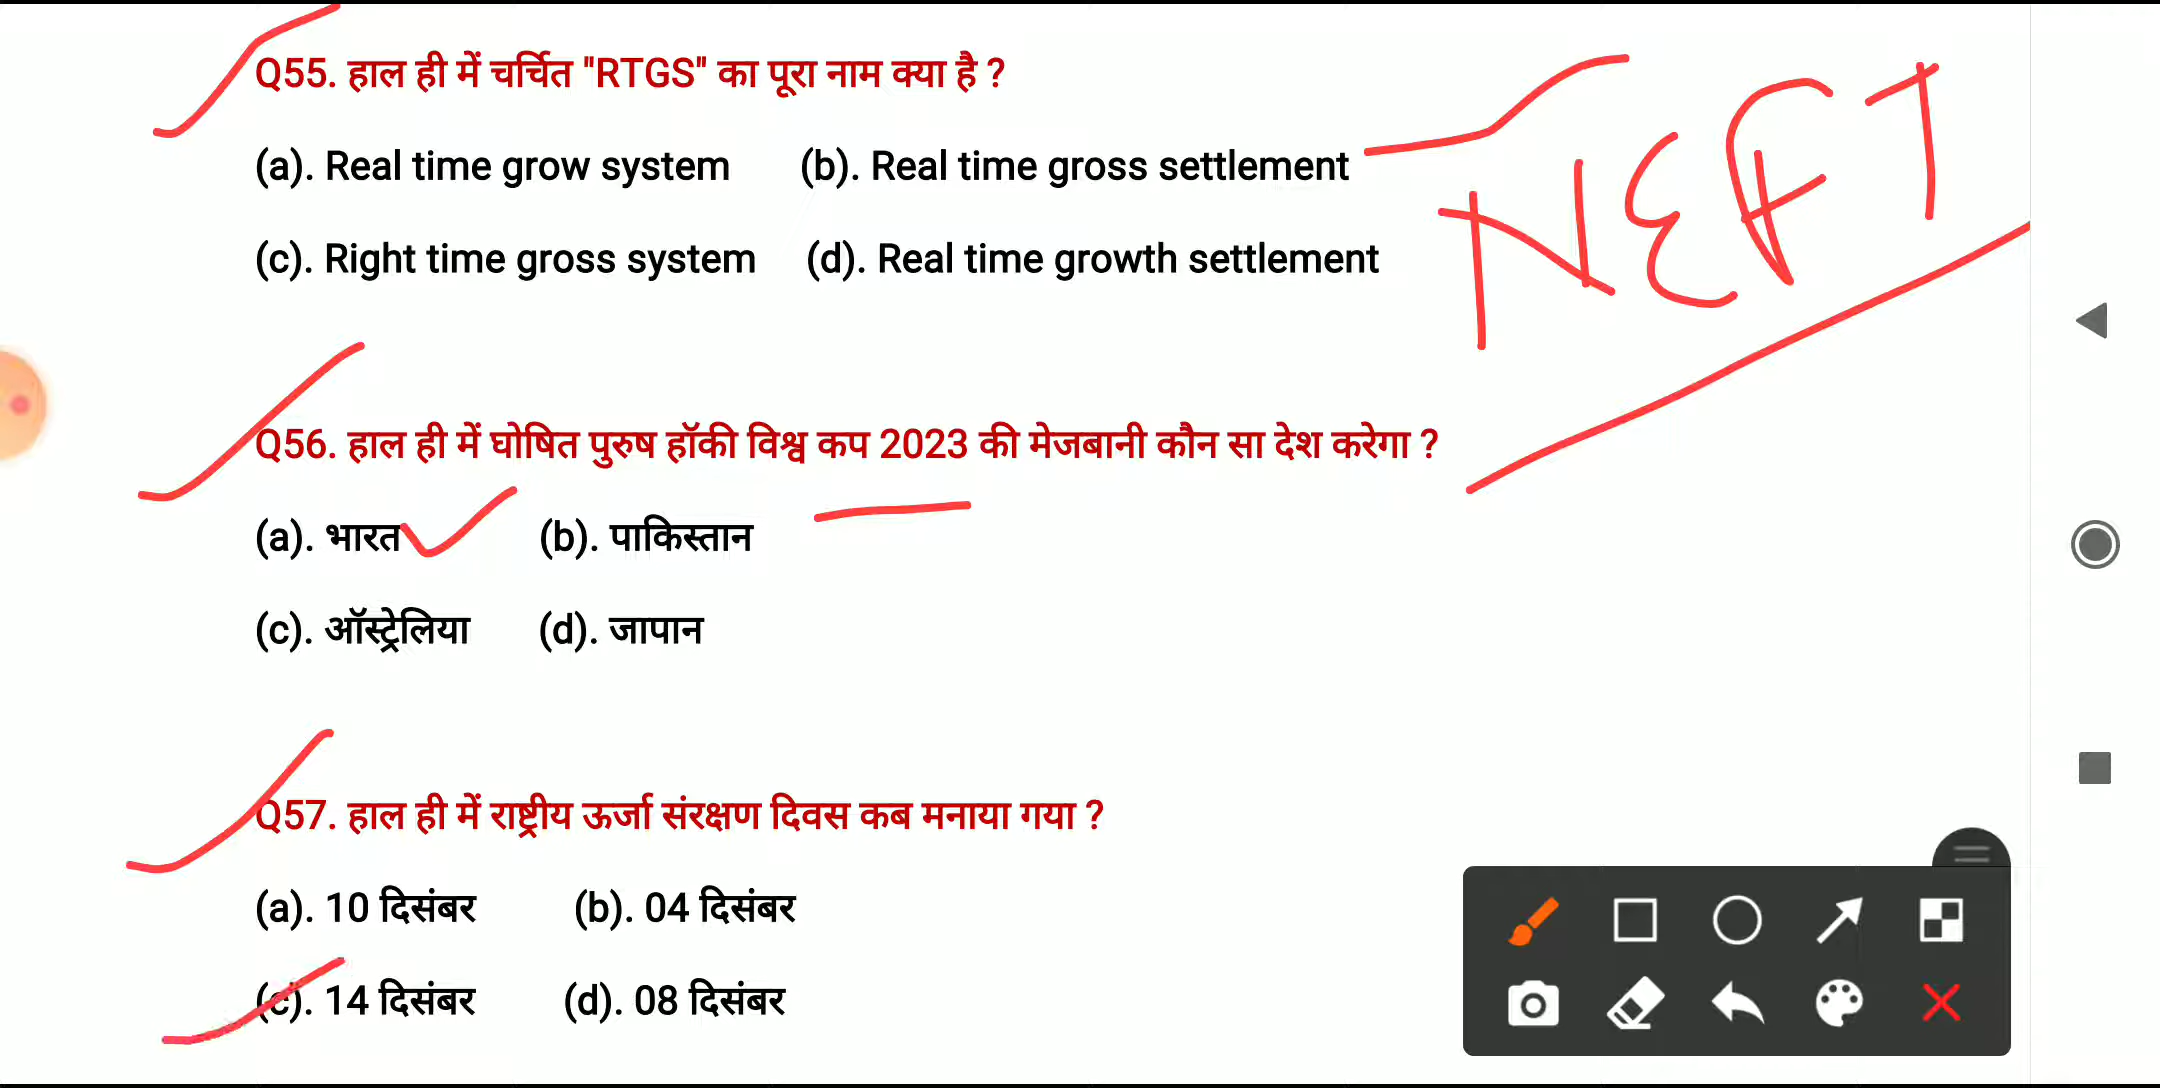 Q55. हाल ही में चर्चित "RTGS" का पूरा नाम क्या है ?
(a). Real time grow system (b). Real time gross settlement
(c). Right time gross system (d). Real time growth settlement
NEFT
Q56. हाल ही में घोषित पुरुष हॉकी विश्व कप 2023 की मेजबानी कौन सा देश करेगा ?
(a). भारत (b). पाकिस्तान
(c). ऑस्ट्रेलिया (d). जापान
Q57. हाल ही में राष्ट्रीय ऊर्जा संरक्षण दिवस कब मनाया गया ?
(a). 10 दिसंबर (b). 04 दिसंबर
(c). 14 दिसंबर (d). 08 दिसंबर